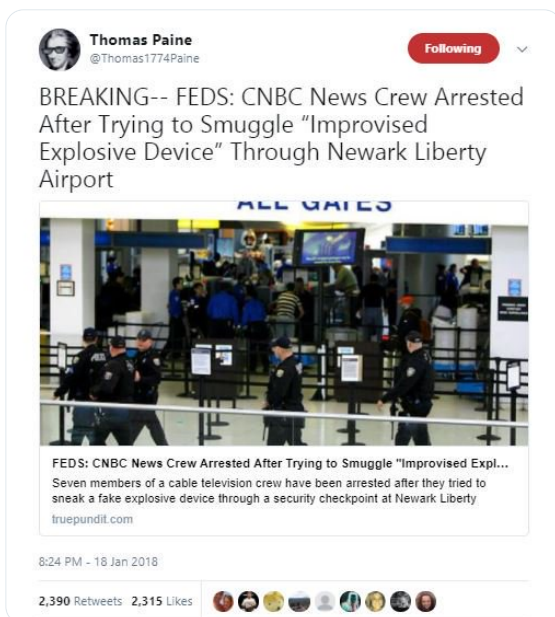 Thomas Paine
@Thomas1774Paine
Following
BREAKING-- FEDS: CNBC News Crew Arrested
After Trying to Smuggle “Improvised
Explosive Device” Through Newark Liberty
Airport
ALL GATES
FEDS: CNBC News Crew Arrested After Trying to Smuggle "Improvised Expl...
Seven members of a cable television crew have been arrested after they tried to
sneak a fake explosive device through a security checkpoint at Newark Liberty
truepundit.com
8:24 PM - 18 Jan 2018
2,390 Retweets 2,315 Likes